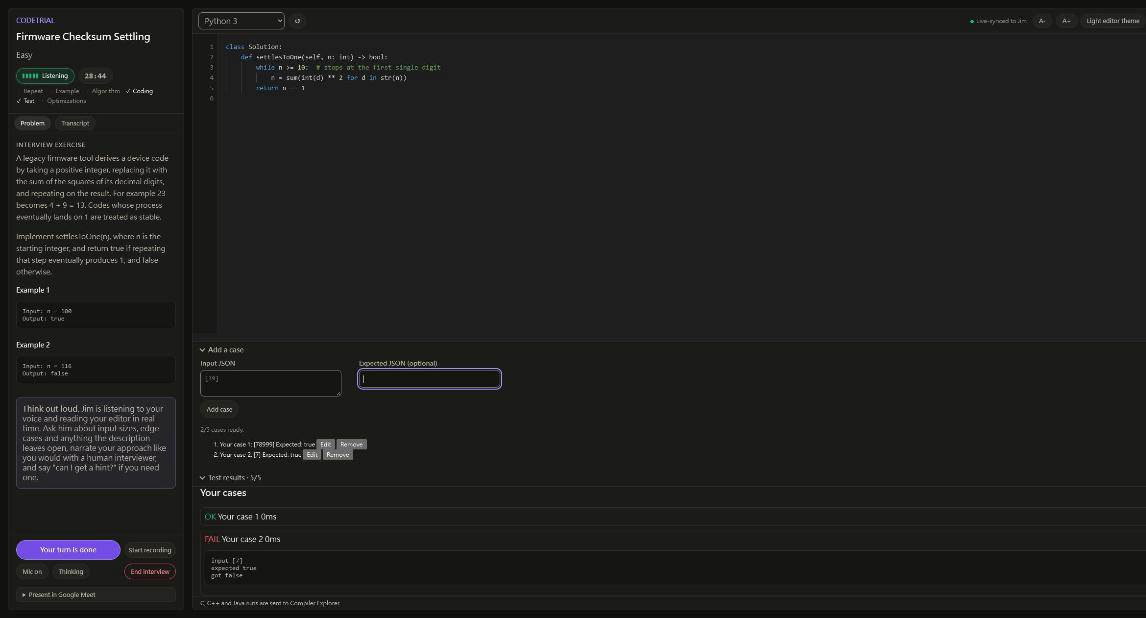 CODETRIAL
Firmware Checksum Settling
Easy
Listening 28:44
Repeat Example Algorithm ✓ Coding
✓ Test Optimizations
Problem Transcript
INTERVIEW EXERCISE
A legacy firmware tool derives a device code
by taking a positive integer, replacing it with
the sum of the squares of its decimal digits,
and repeating on the result. For example 23
becomes 4 + 9 = 13. Codes whose process
eventually lands on 1 are treated as stable.
Implement settlesToOne(n), where n is the
starting integer, and return true if repeating
that step eventually produces 1, and false
otherwise.
Example 1
Input: n = 100
Output: true
Example 2
Input: n = 116
Output: false
Think out loud. Jim is listening to your
voice and reading your editor in real
time. Ask him about input sizes, edge
cases and anything the description
leaves open, narrate your approach like
you would with a human interviewer,
and say "can I get a hint?" if you need
one.
Your turn is done Start recording
Mic on Thinking End interview
▸ Present in Google Meet
Python 3 ↺ Live-synced to Jim A- A+ Light editor theme
1 class Solution:
2 def settlesToOne(self, n: int) -> bool:
3 while n >= 10: # stops at the first single digit
4 n = sum(int(d) ** 2 for d in str(n))
5 return n == 1
6
Add a case
Input JSON Expected JSON (optional)
[19]
Add case
2/5 cases ready.
1. Your case 1: [78999] Expected: true Edit Remove
2. Your case 2: [7] Expected: true Edit Remove
Test results · 5/5
Your cases
OK Your case 1 0ms
FAIL Your case 2 0ms
input [7]
expected true
got false
C, C++ and Java runs are sent to Compiler Explorer.